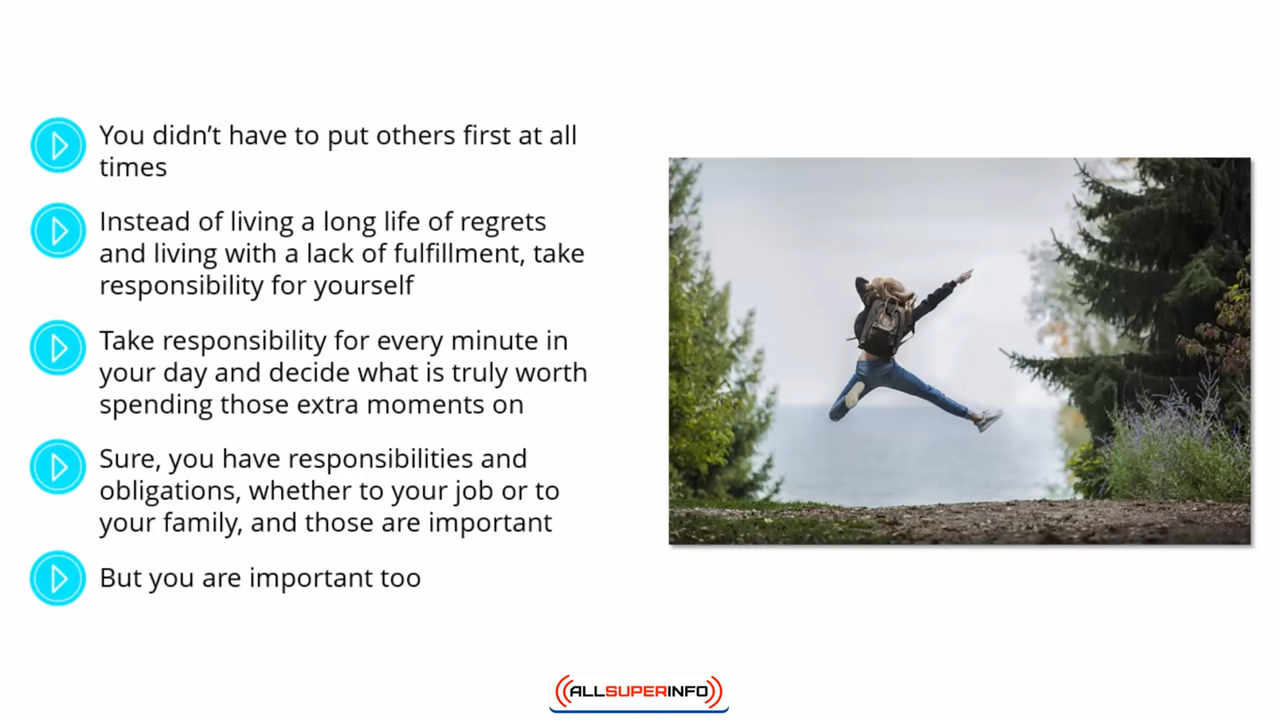 You didn’t have to put others first at all
times
Instead of living a long life of regrets
and living with a lack of fulfillment, take
responsibility for yourself
Take responsibility for every minute in
your day and decide what is truly worth
spending those extra moments on
Sure, you have responsibilities and
obligations, whether to your job or to
your family, and those are important
But you are important too
ALLSUPERINFO